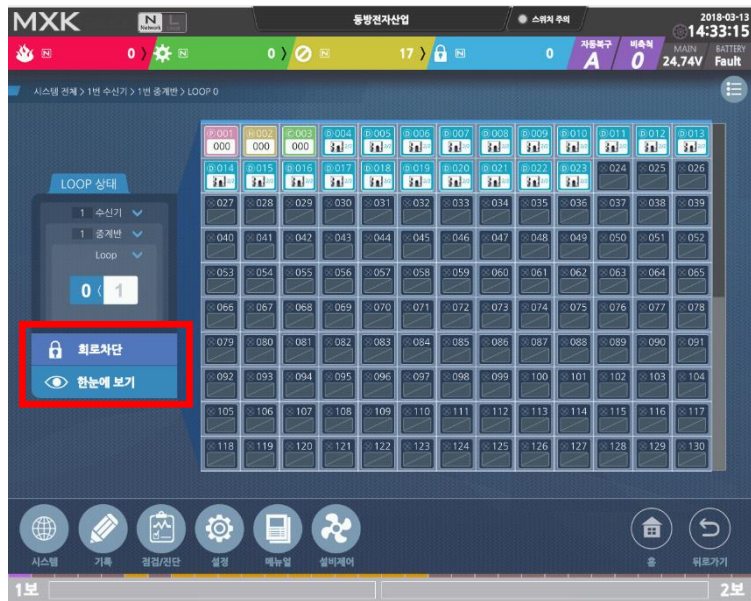 MXK N Network L 동방전자산업 스위치 주의 2018-03-13
14:33:15
N 0 N 0 N 17 N 0 자동복구 A 비축적 0 MAIN 24.74V BATTERY Fault
시스템 전체 > 1번 수신기 > 1번 중계반 > LOOP 0
P 001 002 C 003 D 004 D 005 D 006 D 007 D 008 D 009 D 010 D 011 D 012 D 013
000 000 000
D 014 D 015 D 016 D 017 D 018 D 019 D 020 D 021 D 022 D 023 024 025 026
LOOP 상태
027 028 029 030 031 032 033 034 035 036 037 038 039
1 수신기
1 중계반
040 041 042 043 044 045 046 047 048 049 050 051 052
Loop
053 054 055 056 057 058 059 060 061 062 063 064 065
0 1
066 067 068 069 070 071 072 073 074 075 076 077 078
079 080 081 082 083 084 085 086 087 088 089 090 091
회로차단
092 093 094 095 096 097 098 099 100 101 102 103 104
한눈에 보기
105 106 107 108 109 110 111 112 113 114 115 116 117
118 119 120 121 122 123 124 125 126 127 128 129 130
시스템 기록 점검/진단 설정 메뉴얼 설비제어 홈 뒤로가기
1보 2보